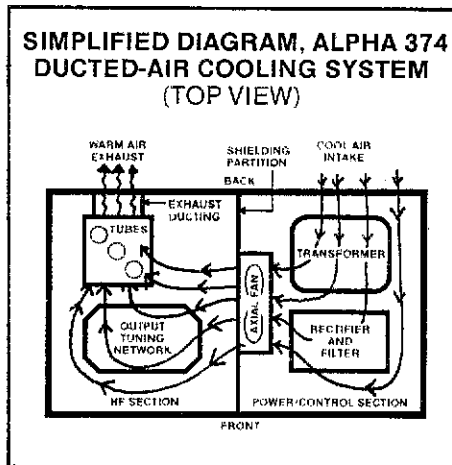 SIMPLIFIED DIAGRAM, ALPHA 374
DUCTED-AIR COOLING SYSTEM
(TOP VIEW)
WARM AIR
EXHAUST
SHIELDING
PARTITION
COOL AIR
INTAKE
BACK
EXHAUST
DUCTING
TUBES
TRANSFORMER
AXIAL FAN
OUTPUT
TUNING
NETWORK
RECTIFIER
AND
FILTER
HF SECTION
POWER/CONTROL SECTION
FRONT